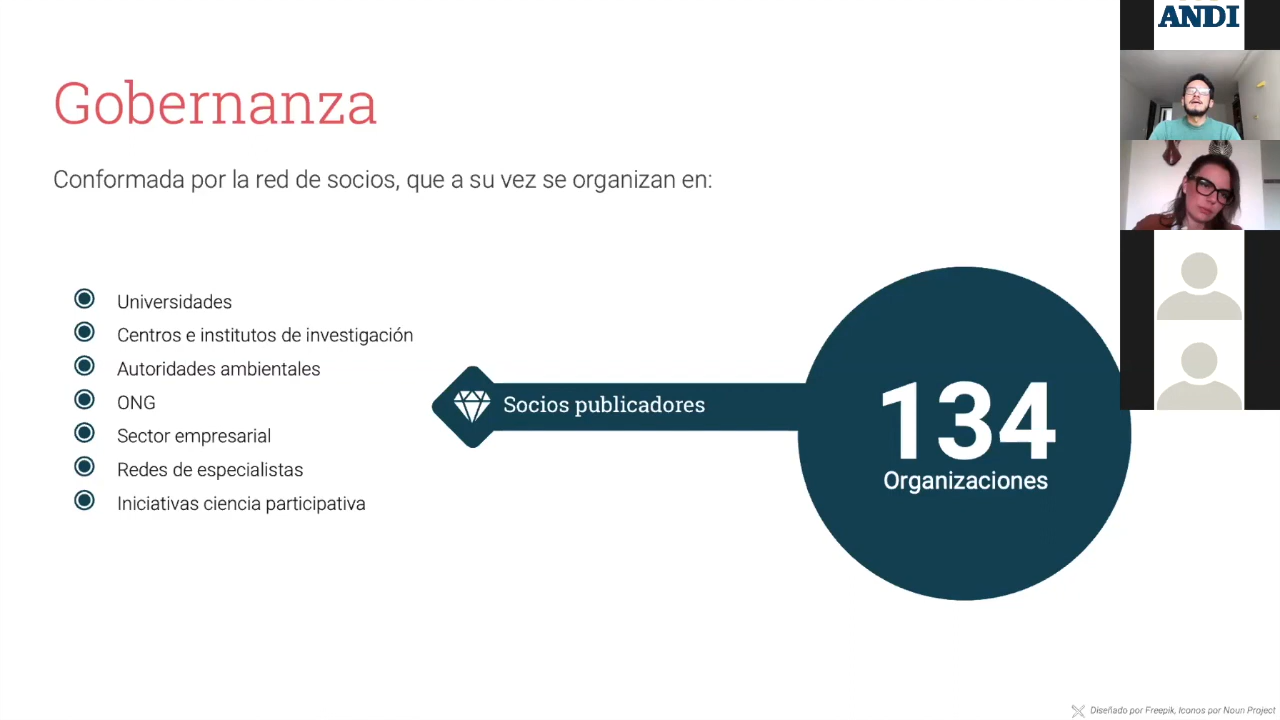 ANDI
Gobernanza
Conformada por la red de socios, que a su vez se organizan en:
Universidades
Centros e institutos de investigación
Autoridades ambientales
ONG
Sector empresarial
Redes de especialistas
Iniciativas ciencia participativa
Socios publicadores
134
Organizaciones
Diseñado por Freepik, Iconos por Noun Project